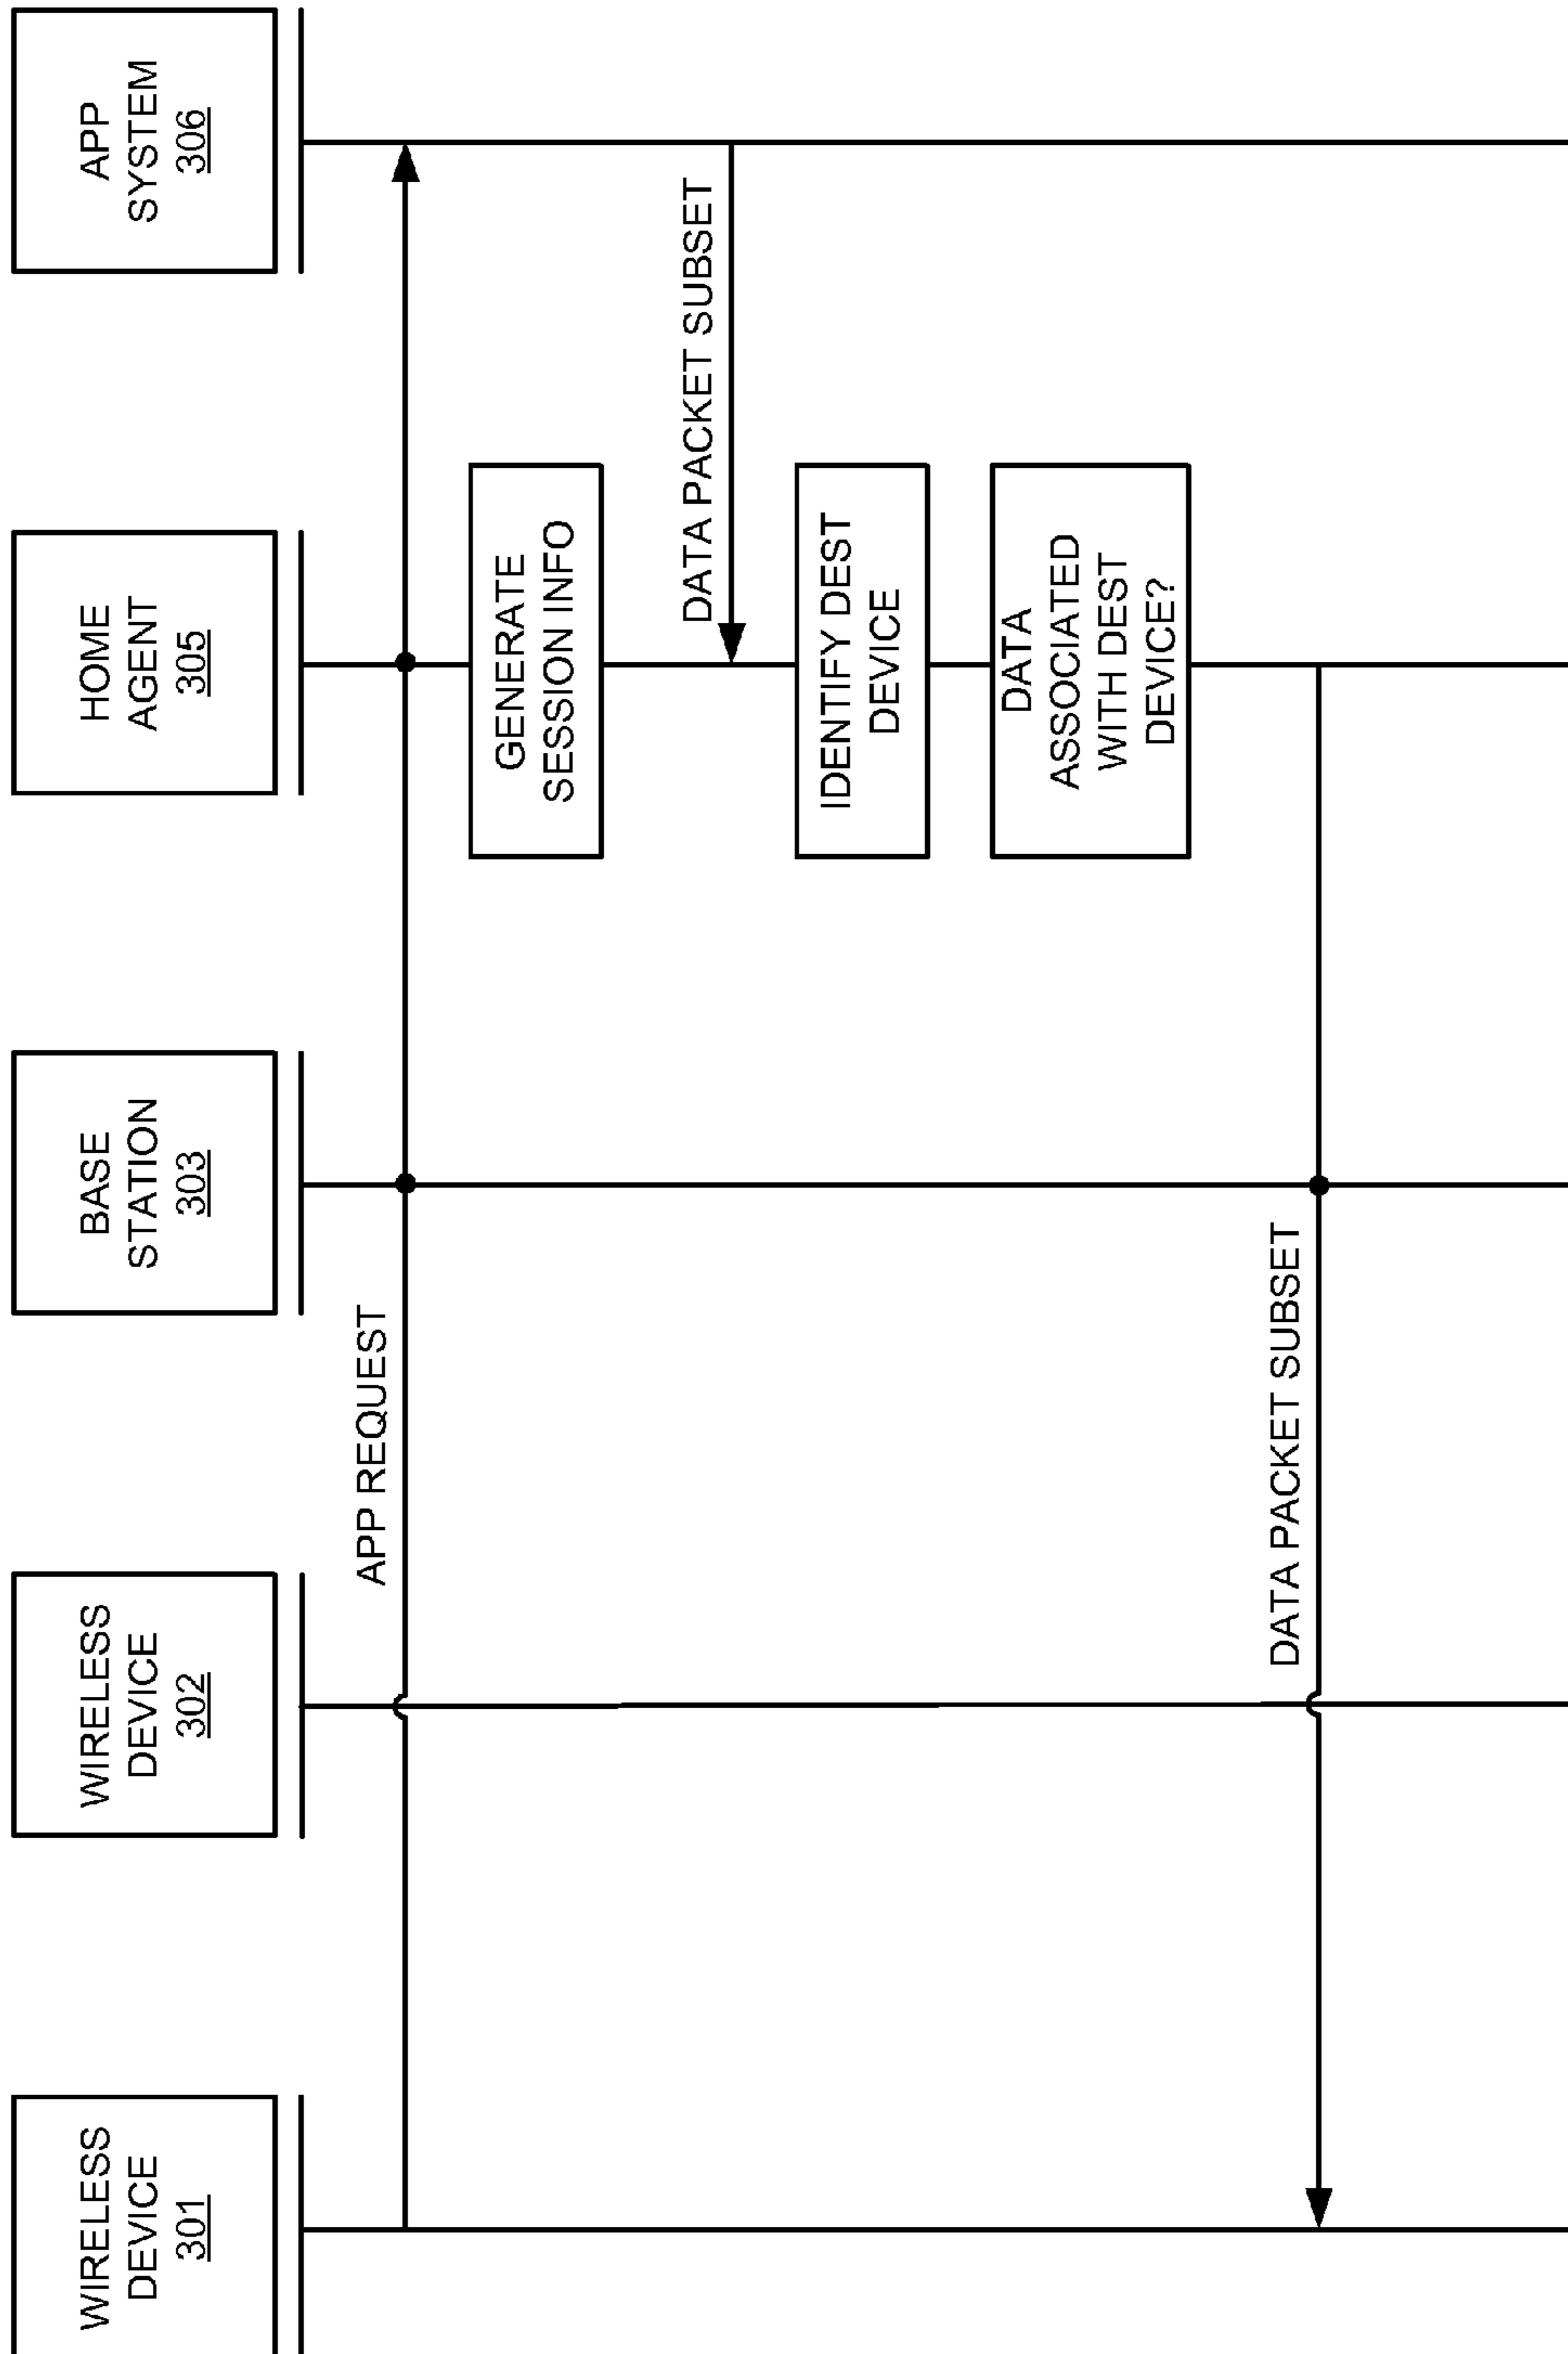 WIRELESS
DEVICE
301
WIRELESS
DEVICE
302
BASE
STATION
303
HOME
AGENT
305
APP
SYSTEM
306
APP REQUEST
GENERATE
SESSION INFO
DATA PACKET SUBSET
IDENTIFY DEST
DEVICE
DATA
ASSOCIATED
WITH DEST
DEVICE?
DATA PACKET SUBSET